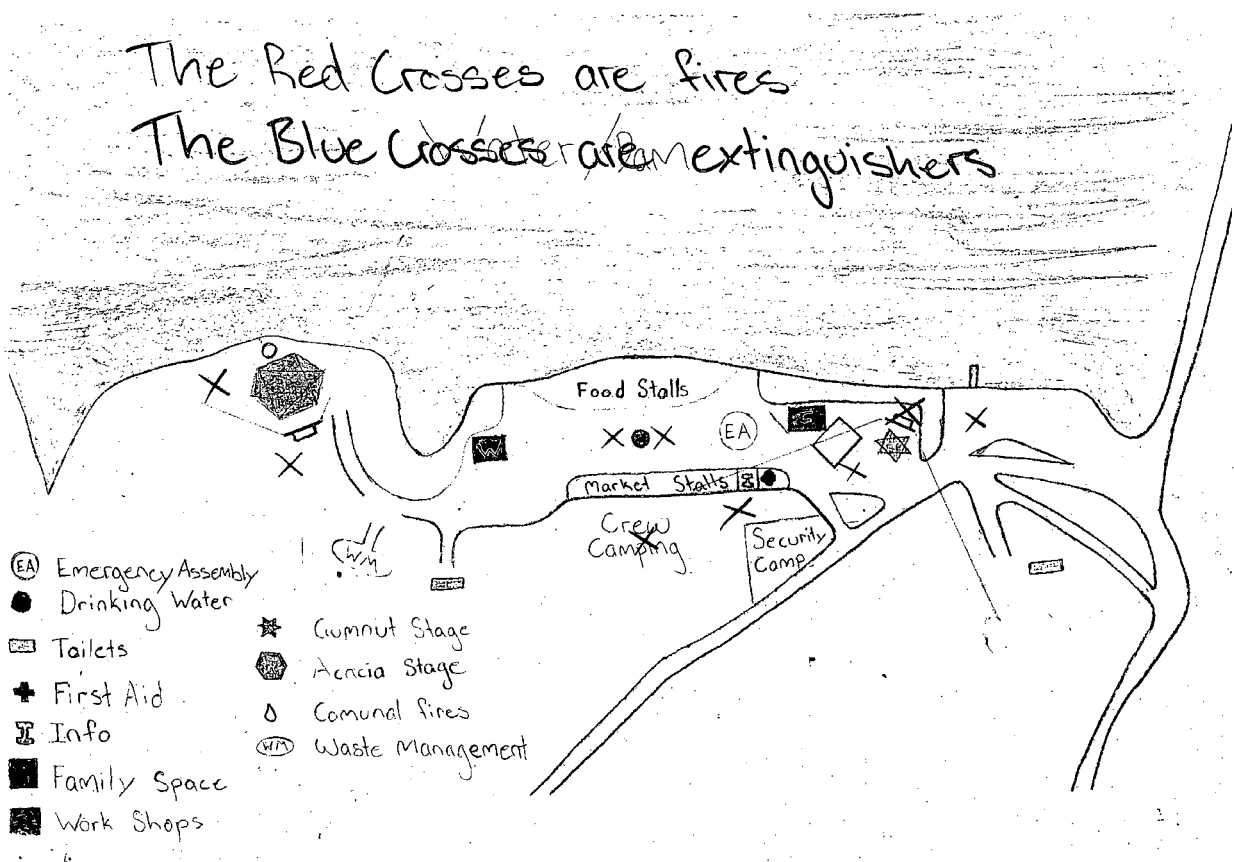 The Red Crosses are fires
The Blue Crosses are extinguishers
Food Stalls
EA
W
Market Stalls
Crew
Camping
Security
Camp
WM
EA Emergency Assembly
Drinking Water
Tailets
First Aid
I Info
Family Space
Work Shops
Gumnut Stage
Acacia Stage
Comunal fires
WM Waste Management